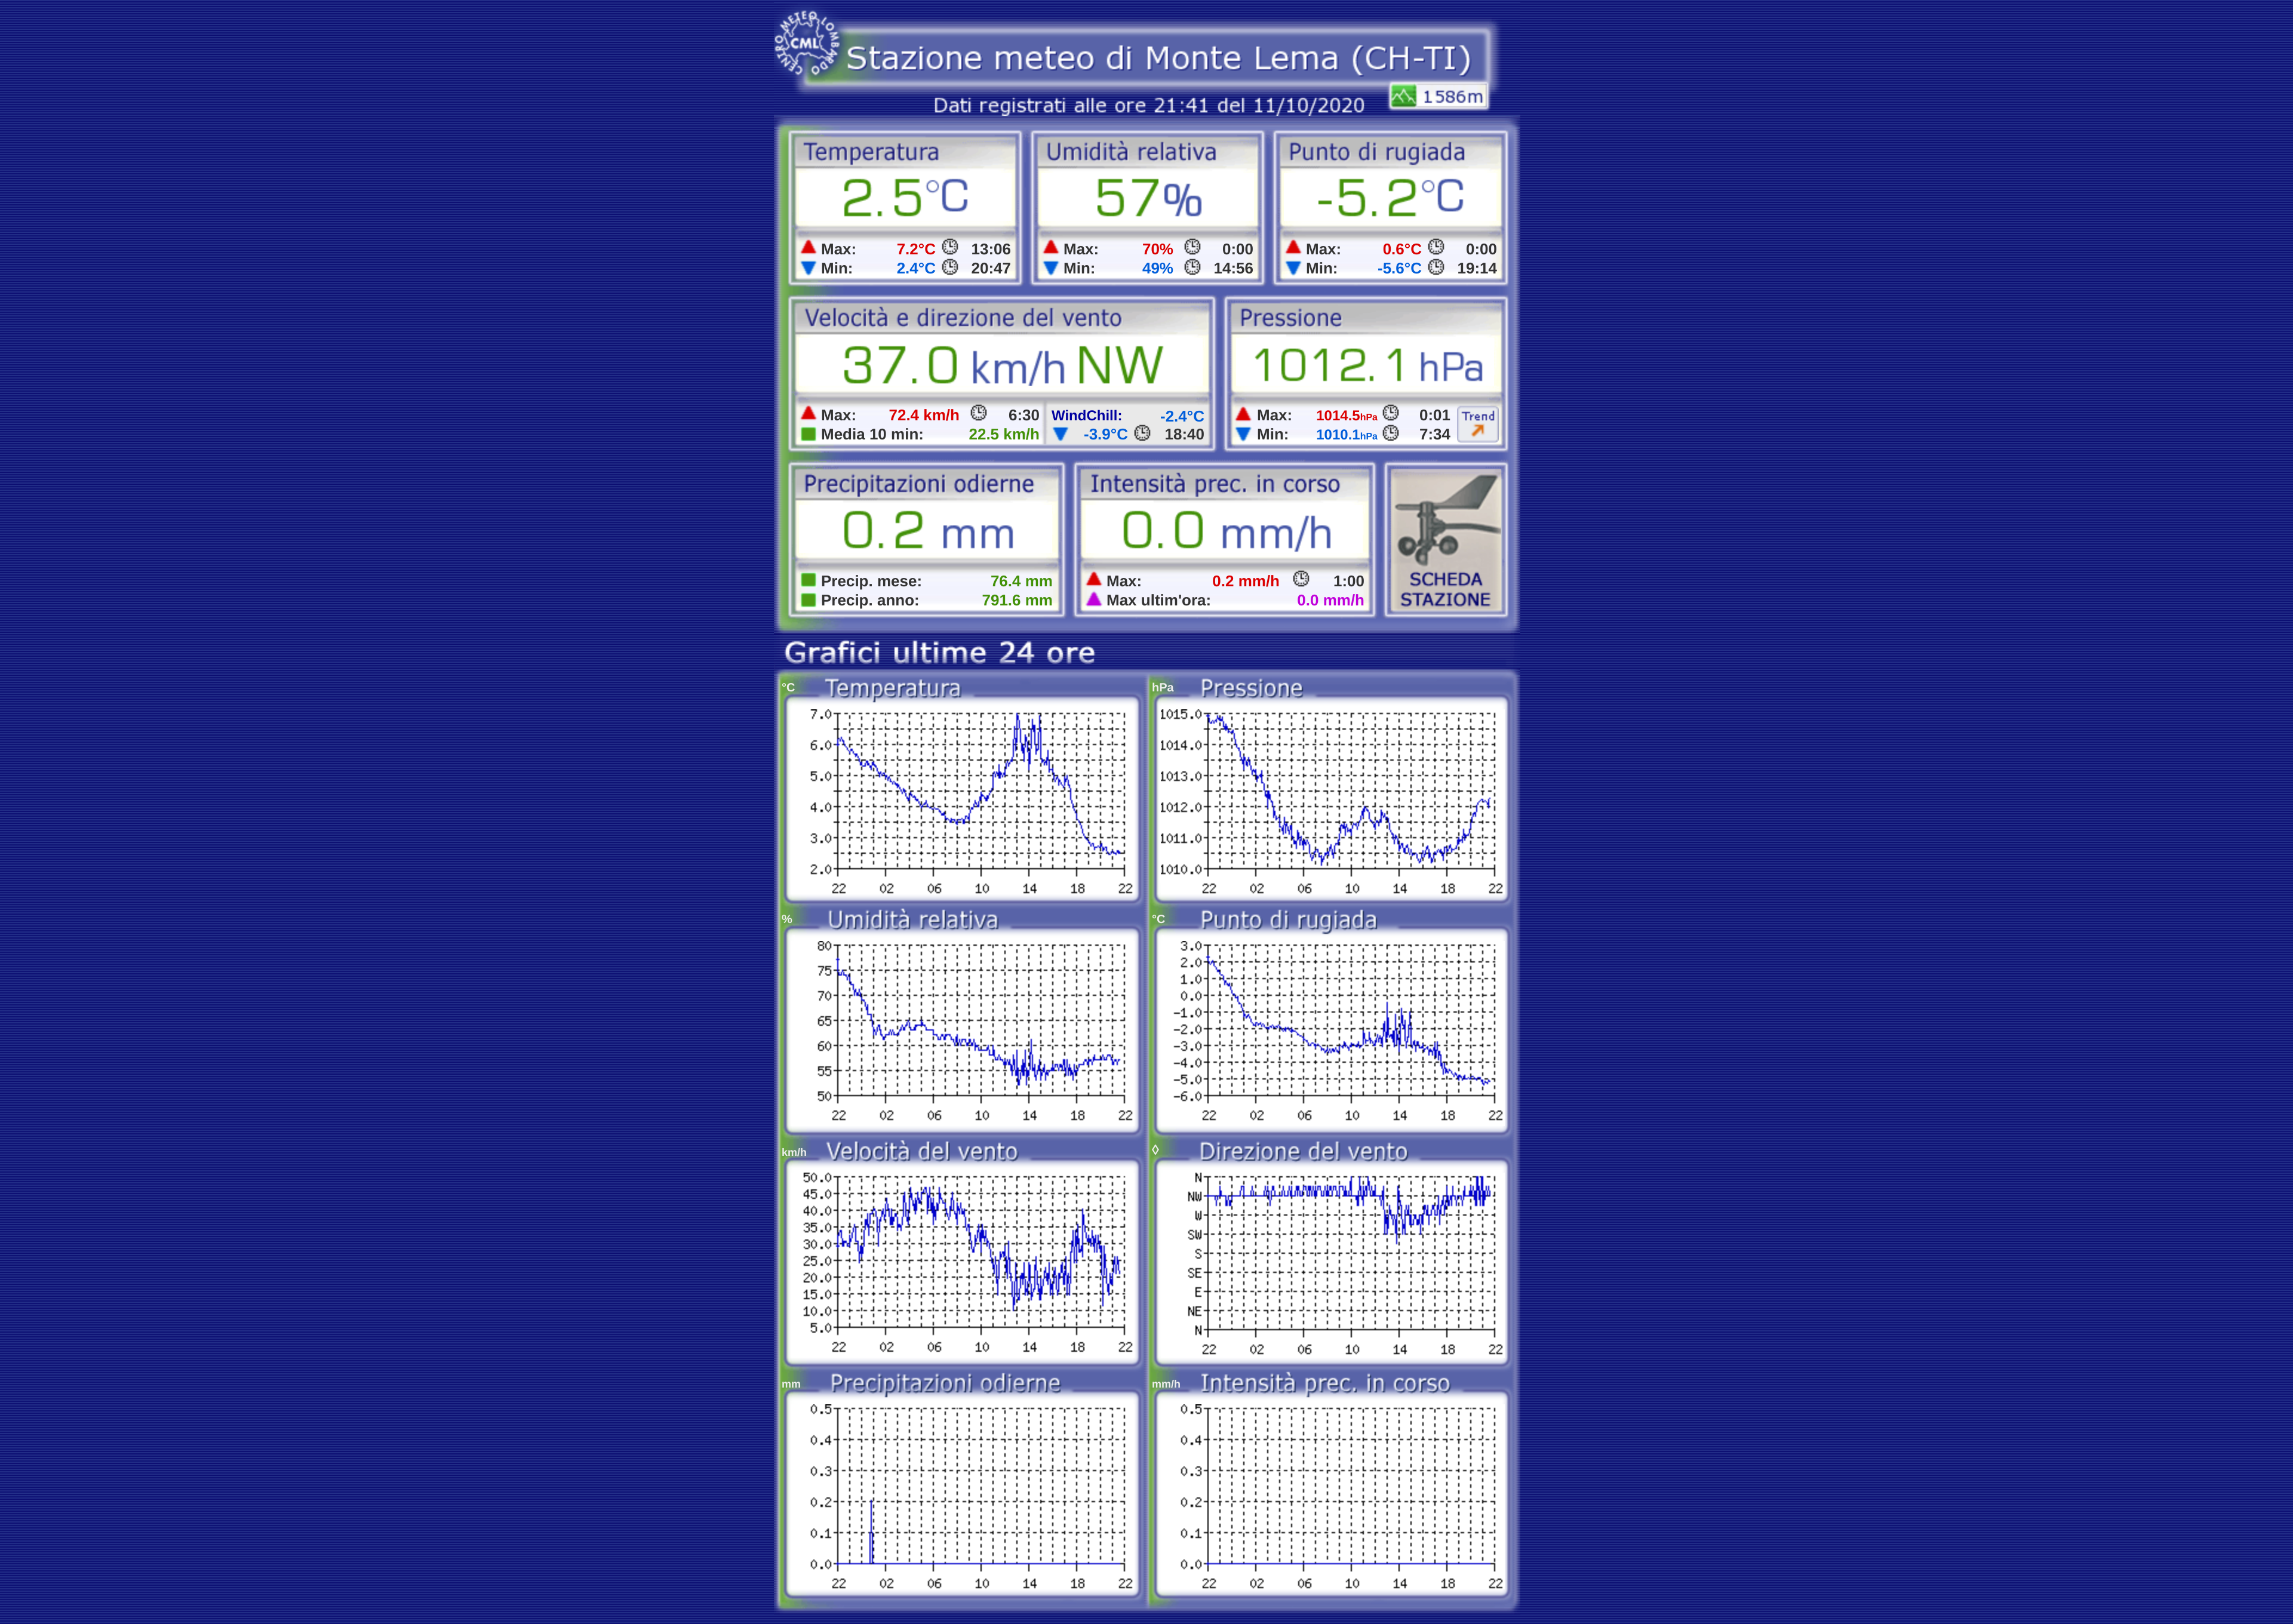 CENTRO METEO LOMBARDO
CML
Stazione meteo di Monte Lema (CH-TI)
Dati registrati alle ore 21:41 del 11/10/2020
1586m
Temperatura Umidità relativa Punto di rugiada
2.5°C 57% -5.2°C
Max: 7.2°C 13:06 Max: 70% 0:00 Max: 0.6°C 0:00
Min: 2.4°C 20:47 Min: 49% 14:56 Min: -5.6°C 19:14
Velocità e direzione del vento Pressione
37.0 km/h NW 1012.1 hPa
Max: 72.4 km/h 6:30 WindChill: -2.4°C Max: 1014.5hPa 0:01 Trend
Media 10 min: 22.5 km/h -3.9°C 18:40 Min: 1010.1hPa 7:34
Precipitazioni odierne Intensità prec. in corso
0.2 mm 0.0 mm/h
Precip. mese: 76.4 mm Max: 0.2 mm/h 1:00 SCHEDA
Precip. anno: 791.6 mm Max ultim'ora: 0.0 mm/h STAZIONE
Grafici ultime 24 ore
°C Temperatura
7.0
6.0
5.0
4.0
3.0
2.0
22 02 06 10 14 18 22
hPa Pressione
1015.0
1014.0
1013.0
1012.0
1011.0
1010.0
22 02 06 10 14 18 22
% Umidità relativa
80
75
70
65
60
55
50
22 02 06 10 14 18 22
°C Punto di rugiada
3.0
2.0
1.0
0.0
-1.0
-2.0
-3.0
-4.0
-5.0
-6.0
22 02 06 10 14 18 22
km/h Velocità del vento
50.0
45.0
40.0
35.0
30.0
25.0
20.0
15.0
10.0
5.0
22 02 06 10 14 18 22
◊ Direzione del vento
N
NW
W
SW
S
SE
E
NE
N
22 02 06 10 14 18 22
mm Precipitazioni odierne
0.5
0.4
0.3
0.2
0.1
0.0
22 02 06 10 14 18 22
mm/h Intensità prec. in corso
0.5
0.4
0.3
0.2
0.1
0.0
22 02 06 10 14 18 22